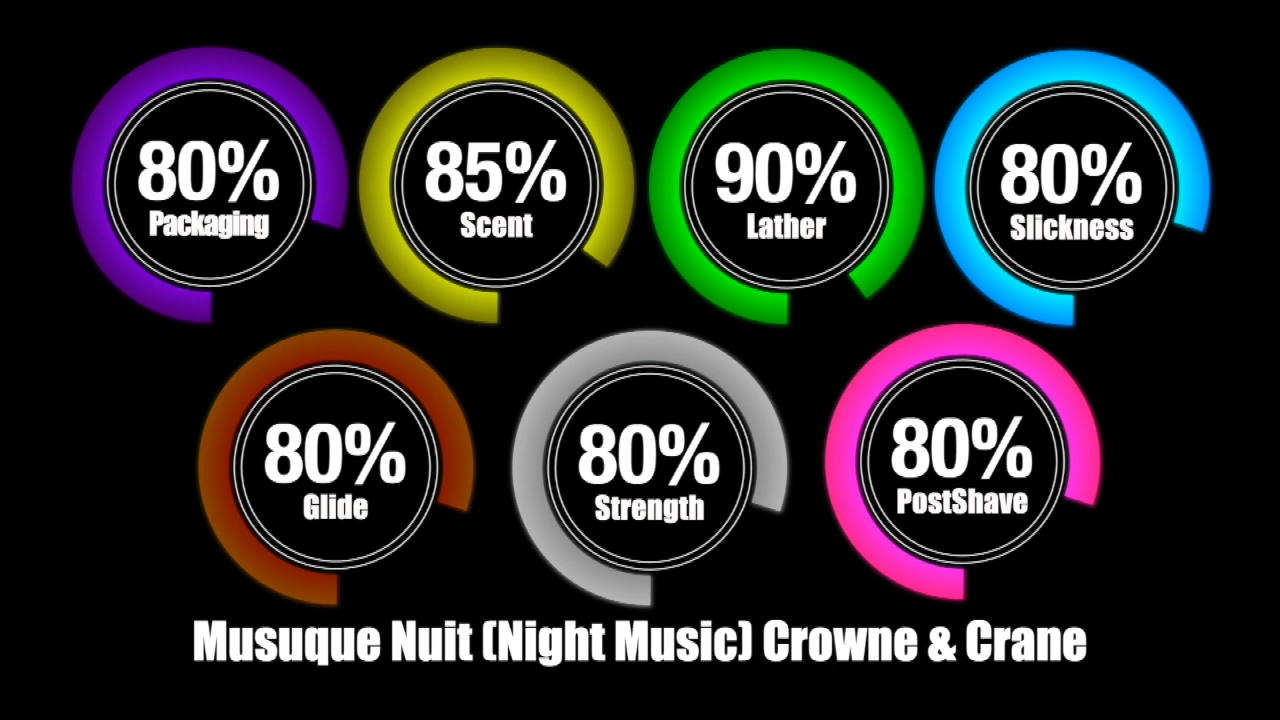 80%
Packaging
85%
Scent
90%
Lather
80%
Slickness
80%
Glide
80%
Strength
80%
PostShave
Musuque Nuit (Night Music) Crowne & Crane